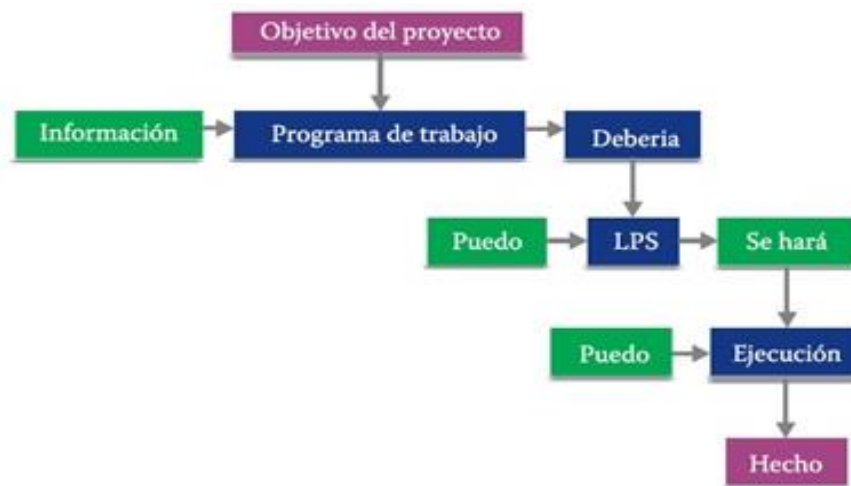 Objetivo del proyecto
Información
Programa de trabajo
Deberia
Puedo
LPS
Se hará
Puedo
Ejecución
Hecho